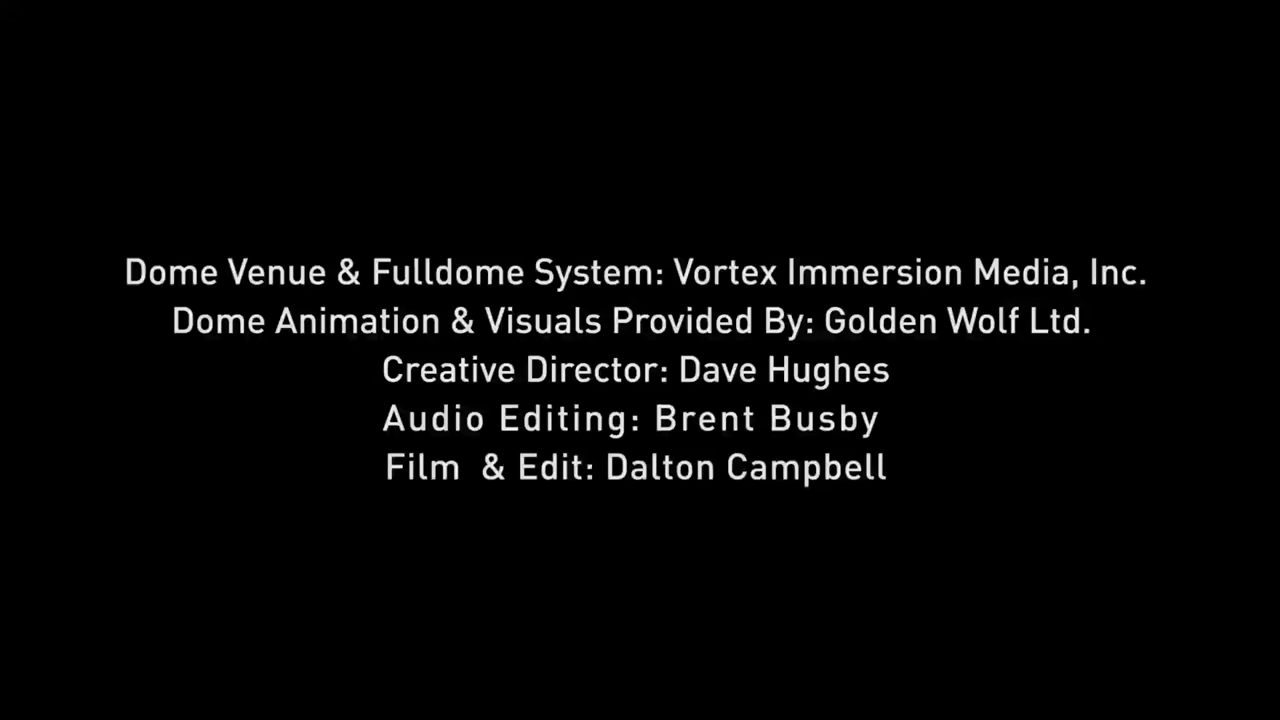 Dome Venue & Fulldome System: Vortex Immersion Media, Inc.
Dome Animation & Visuals Provided By: Golden Wolf Ltd.
Creative Director: Dave Hughes
Audio Editing: Brent Busby
Film & Edit: Dalton Campbell